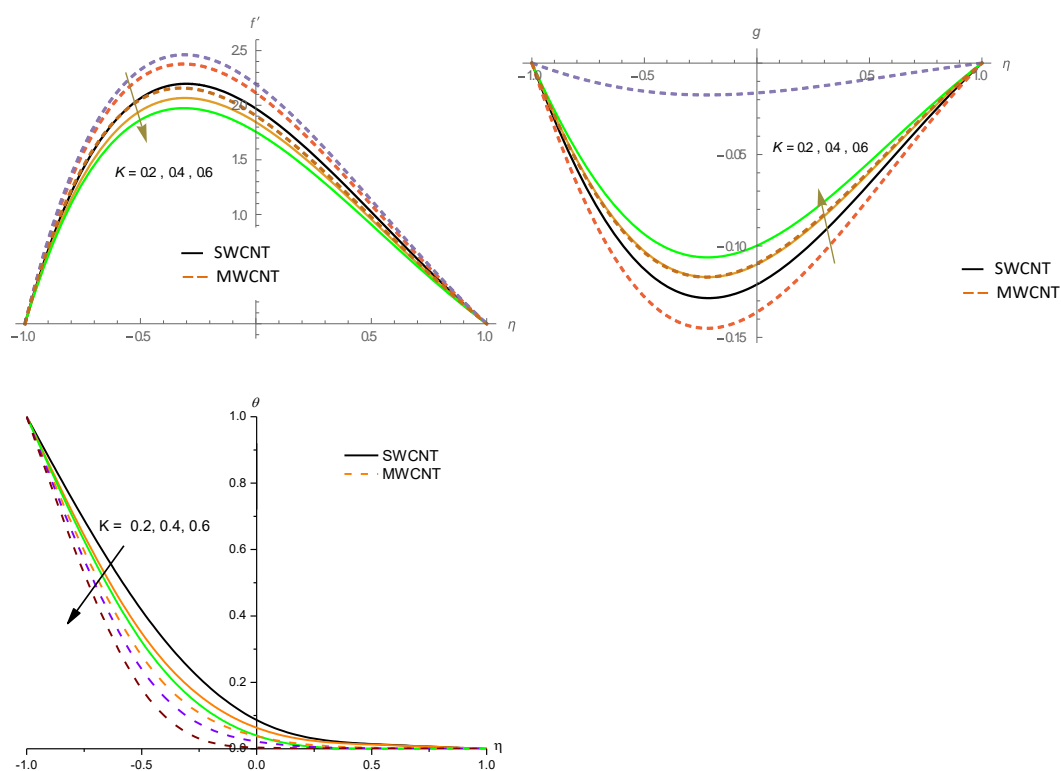 f′
2.5
2.0
1.5
1.0
K = 0.2 , 0.4 , 0.6
SWCNT
MWCNT
−1.0 −0.5 0 0.5 1.0 η
g
−1.0 −0.5 0.5 1.0 η
−0.05
−0.10
−0.15
K = 0.2 , 0.4 , 0.6
SWCNT
MWCNT
θ
1.0
0.8
0.6
0.4
0.2
0.0
SWCNT
MWCNT
K = 0.2, 0.4, 0.6
η
-1.0 -0.5 0.0 0.5 1.0